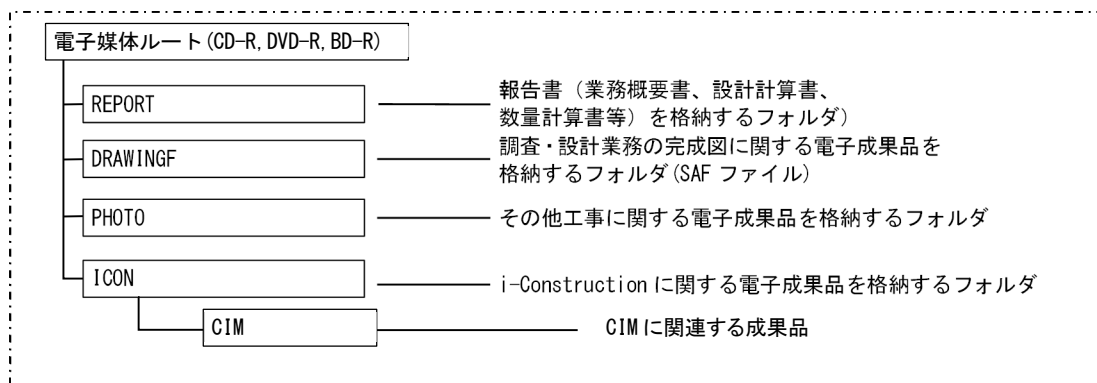 電子媒体ルート(CD-R,DVD-R,BD-R)
REPORT
報告書（業務概要書、設計計算書、
数量計算書等）を格納するフォルダ）
DRAWINGF
調査・設計業務の完成図に関する電子成果品を
格納するフォルダ(SAF ファイル)
PHOTO
その他工事に関する電子成果品を格納するフォルダ
ICON
i-Construction に関する電子成果品を格納するフォルダ
CIM
CIM に関連する成果品